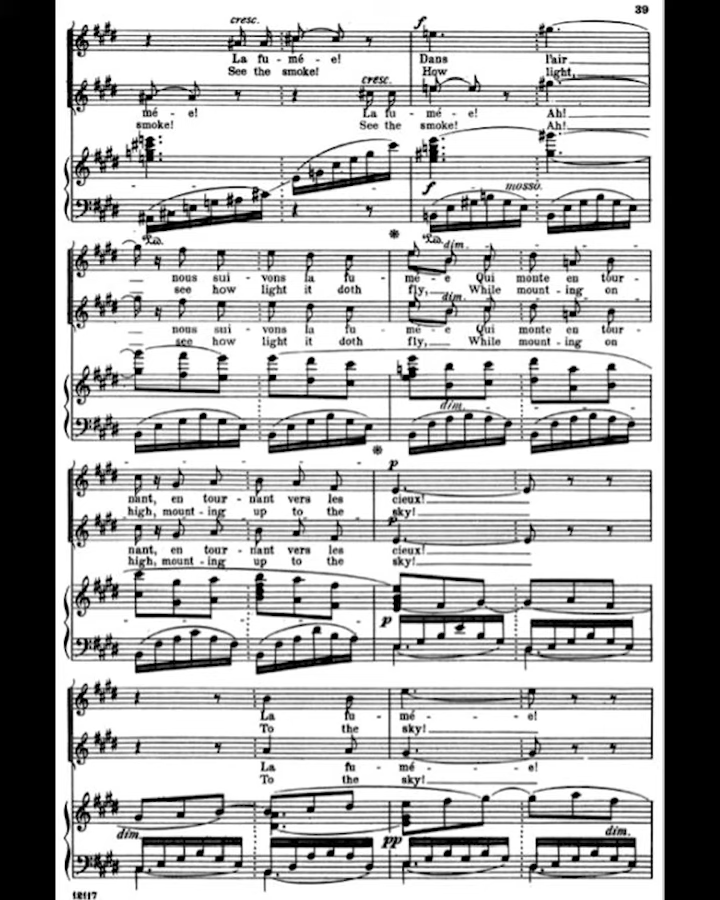 39
cresc.
f
La fu - mé - e! Dans l'air
See the smoke! How light,
cresc.
mé - e! La fu - mé - e! Ah!
smoke! See the smoke! Ah!
f mosso.
Ped. * Ped. dim.
nous sui - vons la fu - mé - e Qui monte en tour-
see how light it doth fly, While mount - ing on
dim.
nous sui - vons la fu - mé - e Qui monte en tour-
see how light it doth fly, While mount - ing on
dim.
*
p
nant, en tour - nant vers les cieux!
high, mount - ing up to the sky!
p
nant, en tour - nant vers les cieux!
high, mount - ing up to the sky!
p
La fu - mé - e!
To the sky!
La fu - mé - e!
To the sky!
dim. pp dim.
12117